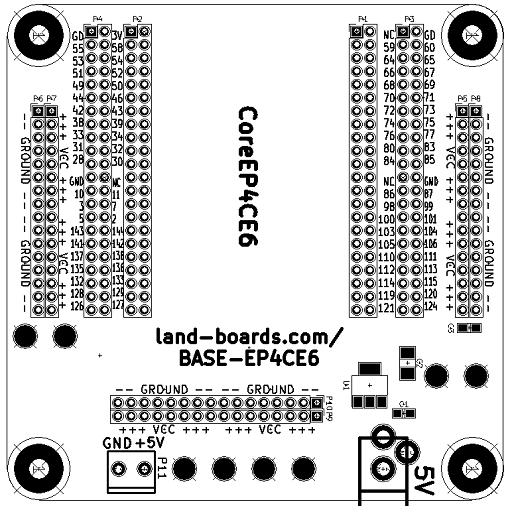 P4 P2 P1 P3
GD 3V NC GD
55 58 59 60
53 54 65 64
51 52 66 67
49 50 68 69
44 46 70 71
42 43 72 73
38 39 74 75
33 34 76 77
31 32 80 83
28 30 84 85
GND NC NC GND
10 11 86 87
3 7 98 99
5 2 100 101
143 144 103 104
141 142 105 106
137 138 110 111
135 136 112 113
132 133 114 115
128 129 119 120
126 127 121 124
P6 P7 P5 P8
-- GROUND --- GROUND --
+++ VCC +++ +++ VCC +++
+++ VCC +++ +++ VCC +++
-- GROUND --- GROUND --
CoreEP4CE6
land-boards.com/
BASE-EP4CE6
-- GROUND -- -- GROUND --
+++ VCC +++ +++ VCC +++
GND +5V
P11
5V
U1
C1